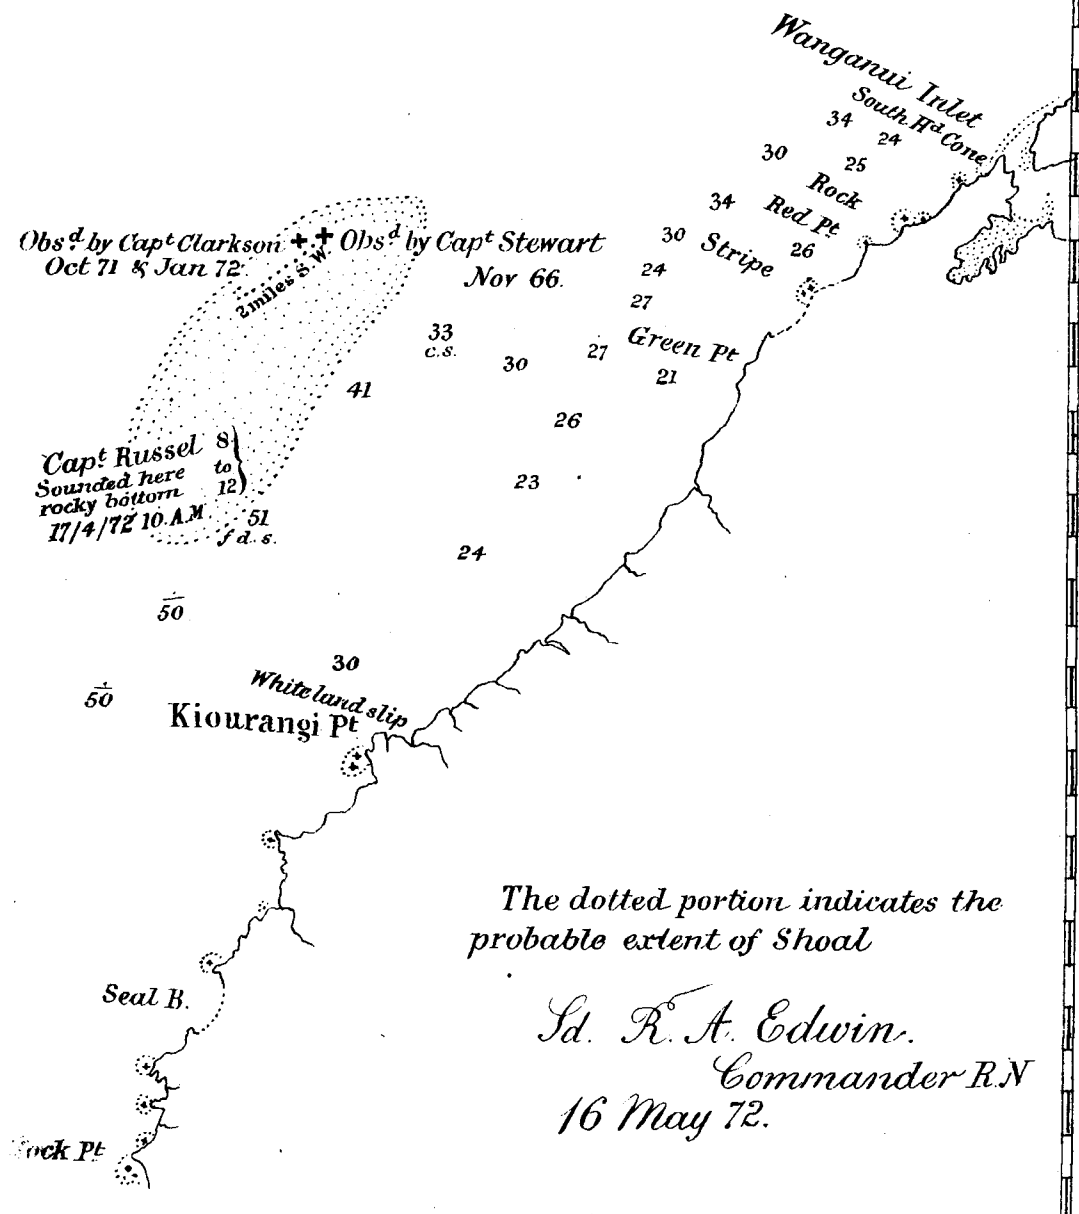 Wanganui Inlet
South H.d Cone
34
24
30
25
Rock
34
Red Pt
30
Stripe
26
24
27
Obs.d by Capt Clarkson
Oct 71 & Jan 72.
Obs.d by Capt Stewart
Nov 66.
2 miles S.W.
33
c.s.
30
27
Green Pt
21
41
26
23
Capt. Russel 8
Sounded here to
rocky bottom 12
17/4/72 10.A.M.
51
f d. s.
24
50
30
50
White land slip
Kiourangi Pt
The dotted portion indicates the
probable extent of Shoal
Seal B.
Sd. R. A. Edwin.
Commander R.N
16 May 72.
ock Pt